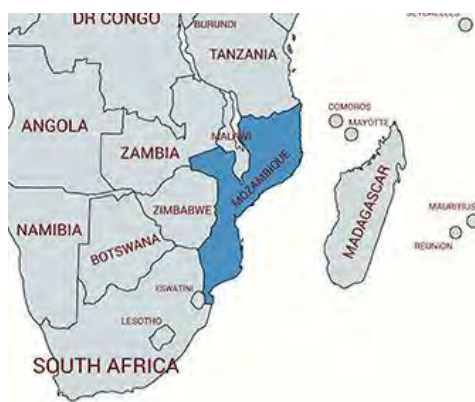 DR CONGO
BURUNDI
SEYCHELLES
TANZANIA
ANGOLA
COMOROS
MAYOTTE
MALAWI
ZAMBIA
MOZAMBIQUE
ZIMBABWE
MADAGASCAR
MAURITIUS
NAMIBIA
BOTSWANA
REUNION
ESWATINI
LESOTHO
SOUTH AFRICA